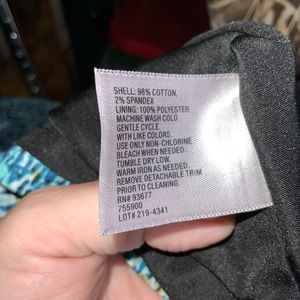 SHELL: 98% COTTON,
2% SPANDEX
LINING: 100% POLYESTER
MACHINE WASH COLD
GENTLE CYCLE.
WITH LIKE COLORS.
USE ONLY NON-CHLORINE
BLEACH WHEN NEEDED.
TUMBLE DRY LOW.
WARM IRON AS NEEDED.
REMOVE DETACHABLE TRIM
PRIOR TO CLEANING
RN# 93677
755900
LOT# 219-4341